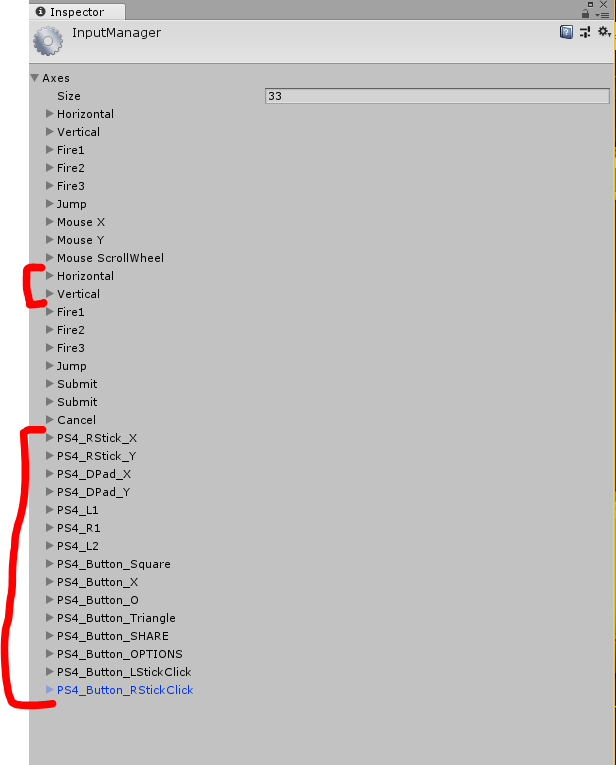 Inspector
InputManager
Axes
Size 33
Horizontal
Vertical
Fire1
Fire2
Fire3
Jump
Mouse X
Mouse Y
Mouse ScrollWheel
Horizontal
Vertical
Fire1
Fire2
Fire3
Jump
Submit
Submit
Cancel
PS4_RStick_X
PS4_RStick_Y
PS4_DPad_X
PS4_DPad_Y
PS4_L1
PS4_R1
PS4_L2
PS4_Button_Square
PS4_Button_X
PS4_Button_O
PS4_Button_Triangle
PS4_Button_SHARE
PS4_Button_OPTIONS
PS4_Button_LStickClick
PS4_Button_RStickClick